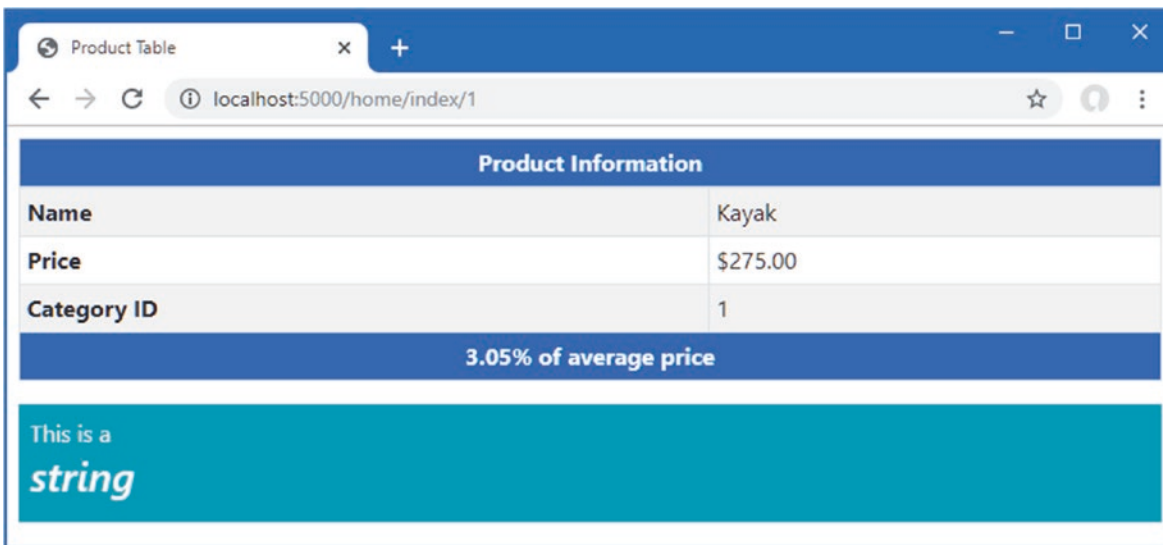 Product Table
localhost:5000/home/index/1
Product Information
Name Kayak
Price $275.00
Category ID 1
3.05% of average price
This is a
string